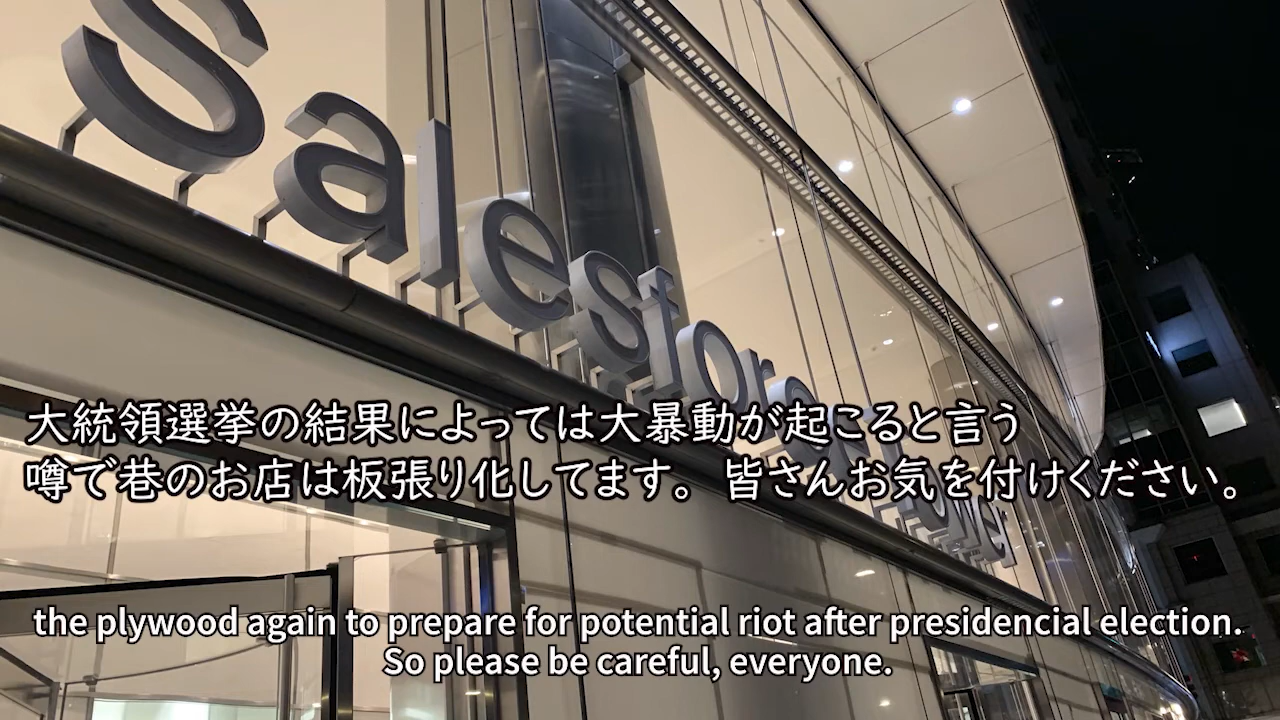 Salesforce Tower
大統領選挙の結果によっては大暴動が起こると言う
噂で巷のお店は板張り化してます。皆さんお気を付けください。
the plywood again to prepare for potential riot after presidencial election.
So please be careful, everyone.